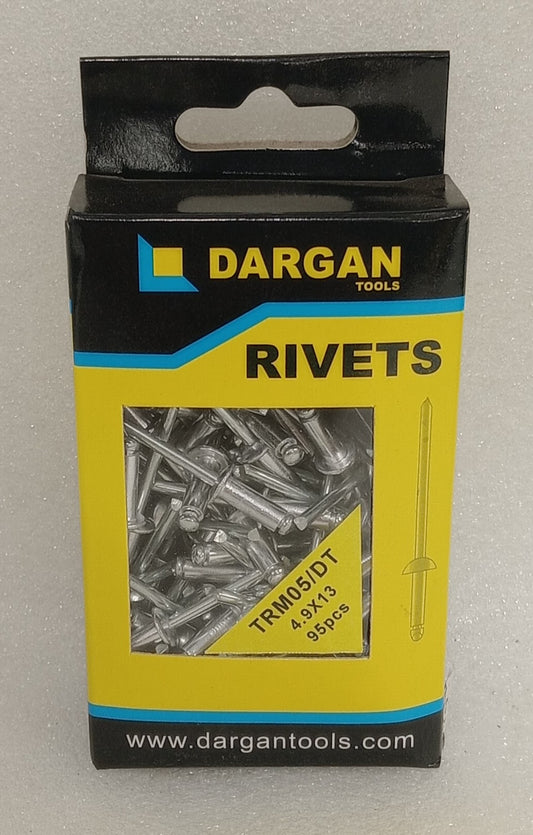 DARGAN
TOOLS
RIVETS
TRM05/DT
4.9X13
95pcs
www.dargantools.com